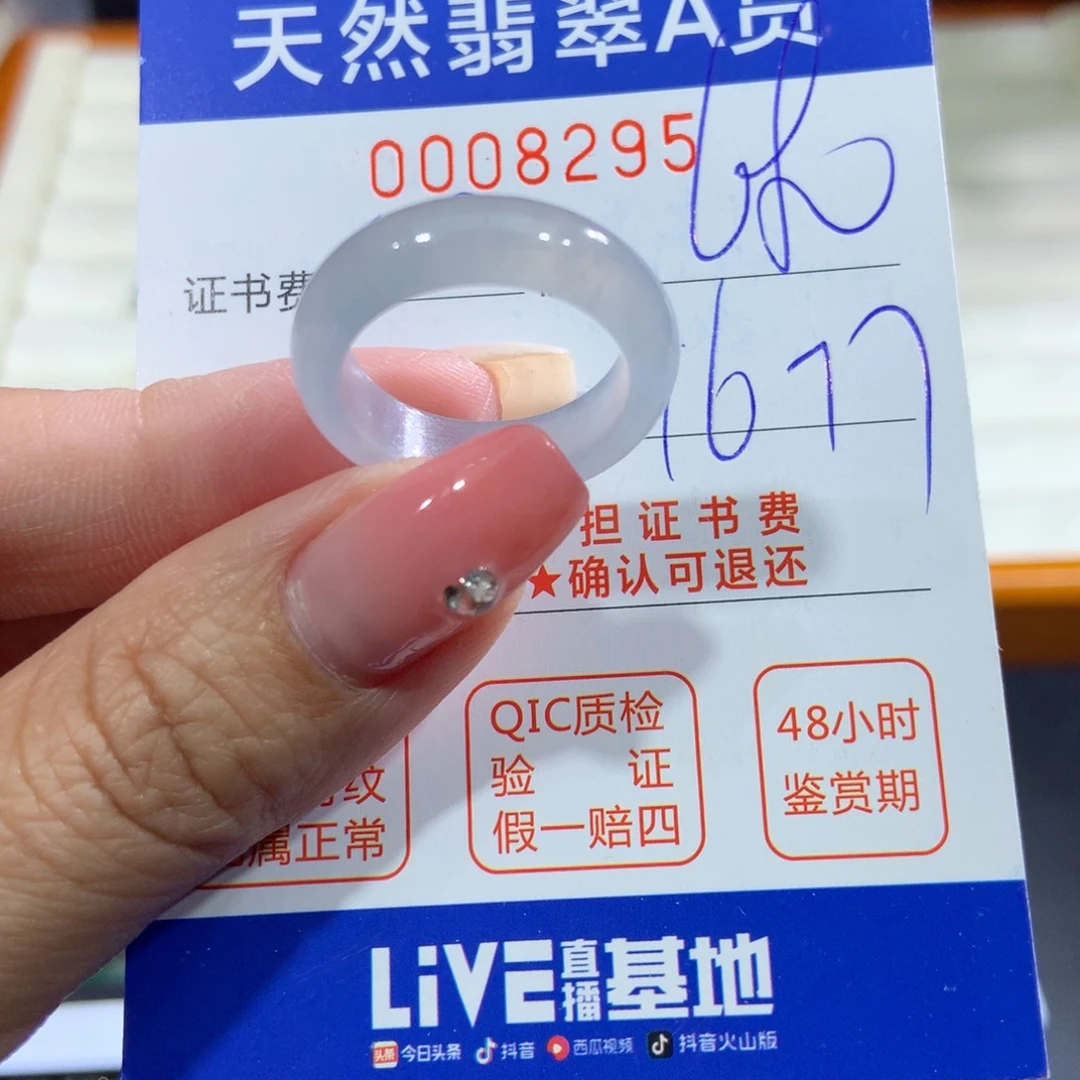 天然翡翠A货
0008295
证书费
1677
担证书费
★确认可退还
纹
属正常
QIC质检
验 证
假一赔四
48小时
鉴赏期
LiVE直播基地
头条 今日头条 抖音 西瓜视频 抖音火山版